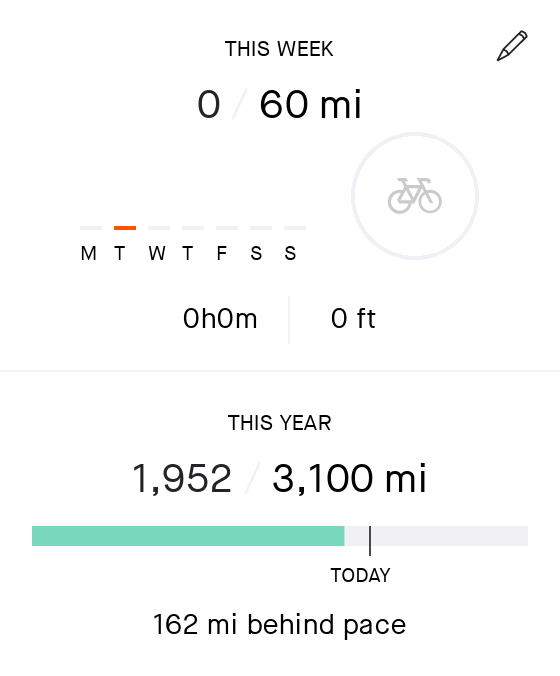 THIS WEEK
0 / 60 mi
M T W T F S S
0h0m 0 ft
THIS YEAR
1,952 / 3,100 mi
TODAY
162 mi behind pace